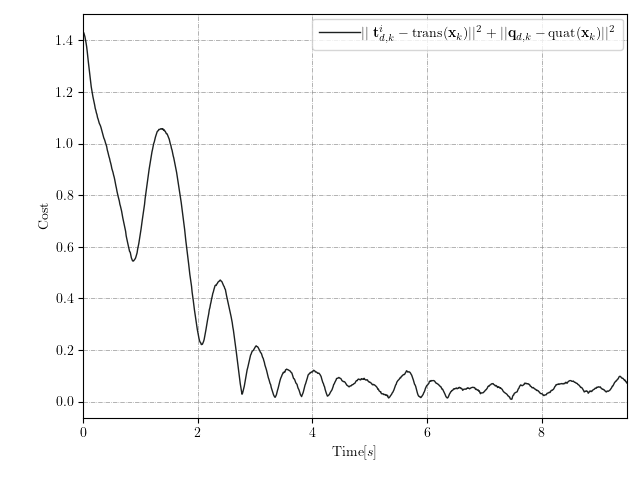 || t^i_{d,k} − trans(x_k)||^2 + ||q_{d,k} − quat(x_k)||^2
1.4
1.2
1.0
0.8
0.6
0.4
0.2
0.0
Cost
0 2 4 6 8
Time[s]